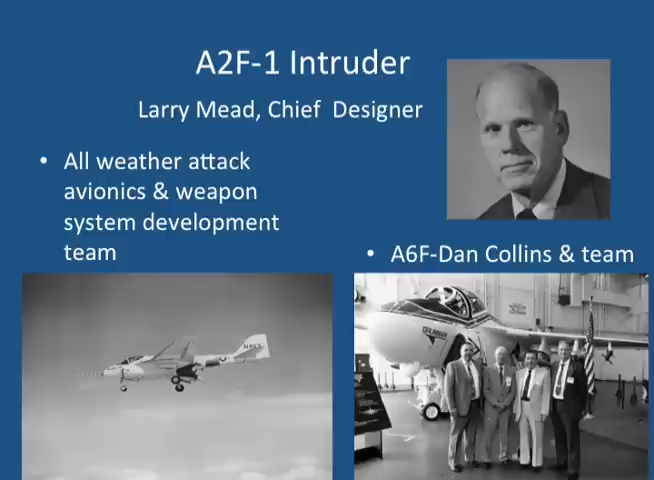 A2F-1 Intruder
Larry Mead, Chief Designer
• All weather attack
avionics & weapon
system development
team
• A6F-Dan Collins & team
NAVY
GRUMMAN